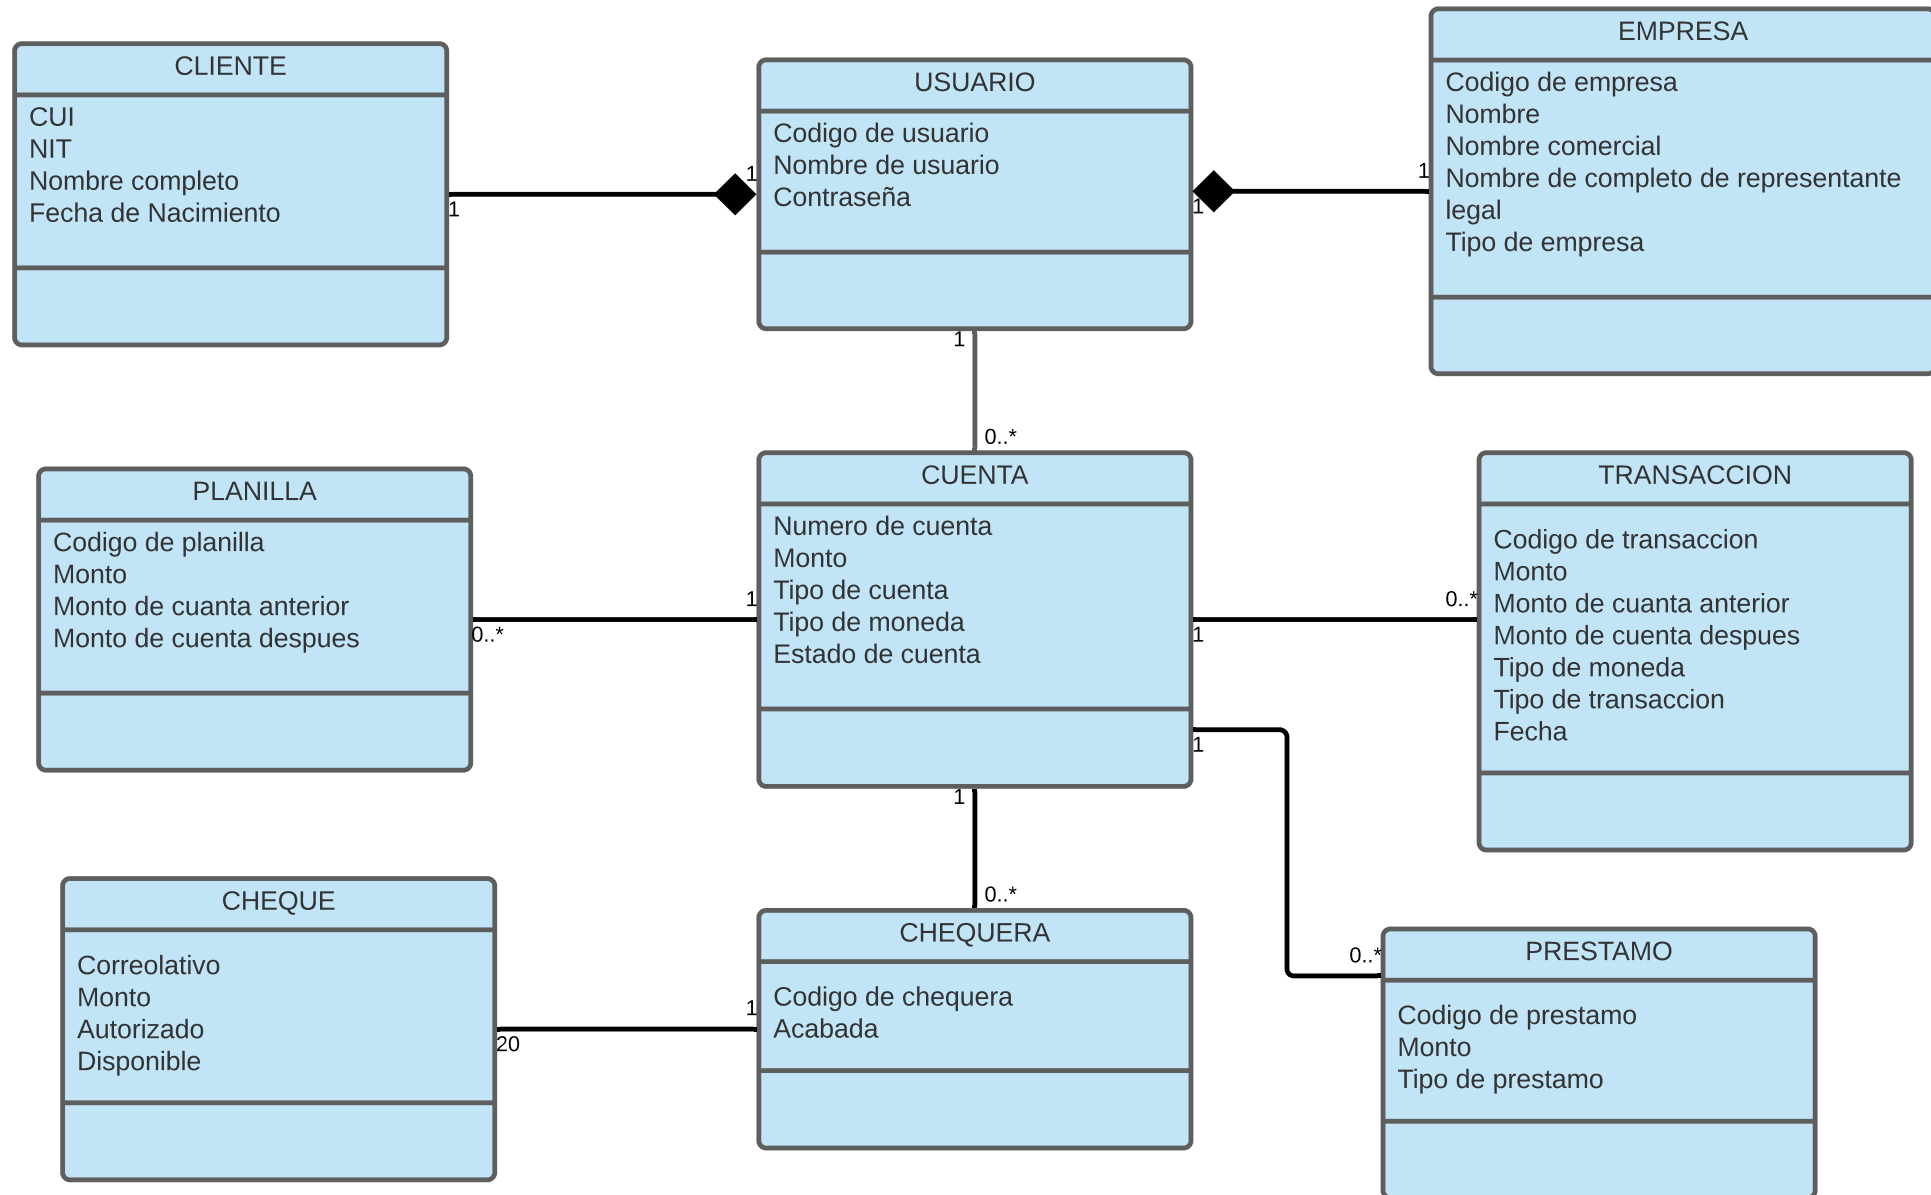 CLIENTE
CUI
NIT
Nombre completo
Fecha de Nacimiento
1
1
USUARIO
Codigo de usuario
Nombre de usuario
Contraseña
1
1
EMPRESA
Codigo de empresa
Nombre
Nombre comercial
Nombre de completo de representante
legal
Tipo de empresa
1
0..*
PLANILLA
Codigo de planilla
Monto
Monto de cuanta anterior
Monto de cuenta despues
0..*
1
CUENTA
Numero de cuenta
Monto
Tipo de cuenta
Tipo de moneda
Estado de cuenta
1
0..*
TRANSACCION
Codigo de transaccion
Monto
Monto de cuanta anterior
Monto de cuenta despues
Tipo de moneda
Tipo de transaccion
Fecha
1
1
0..*
0..*
CHEQUE
Correolativo
Monto
Autorizado
Disponible
20
1
CHEQUERA
Codigo de chequera
Acabada
PRESTAMO
Codigo de prestamo
Monto
Tipo de prestamo